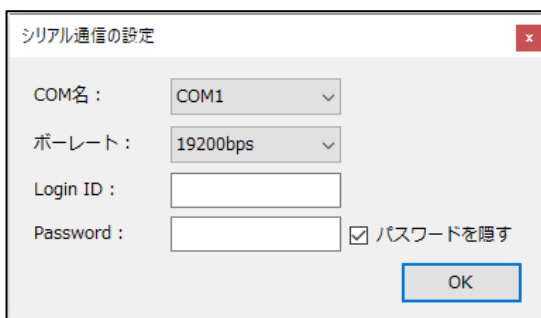 シリアル通信の設定
x
COM名： COM1
ボーレート： 19200bps
Login ID：
Password： パスワードを隠す
OK